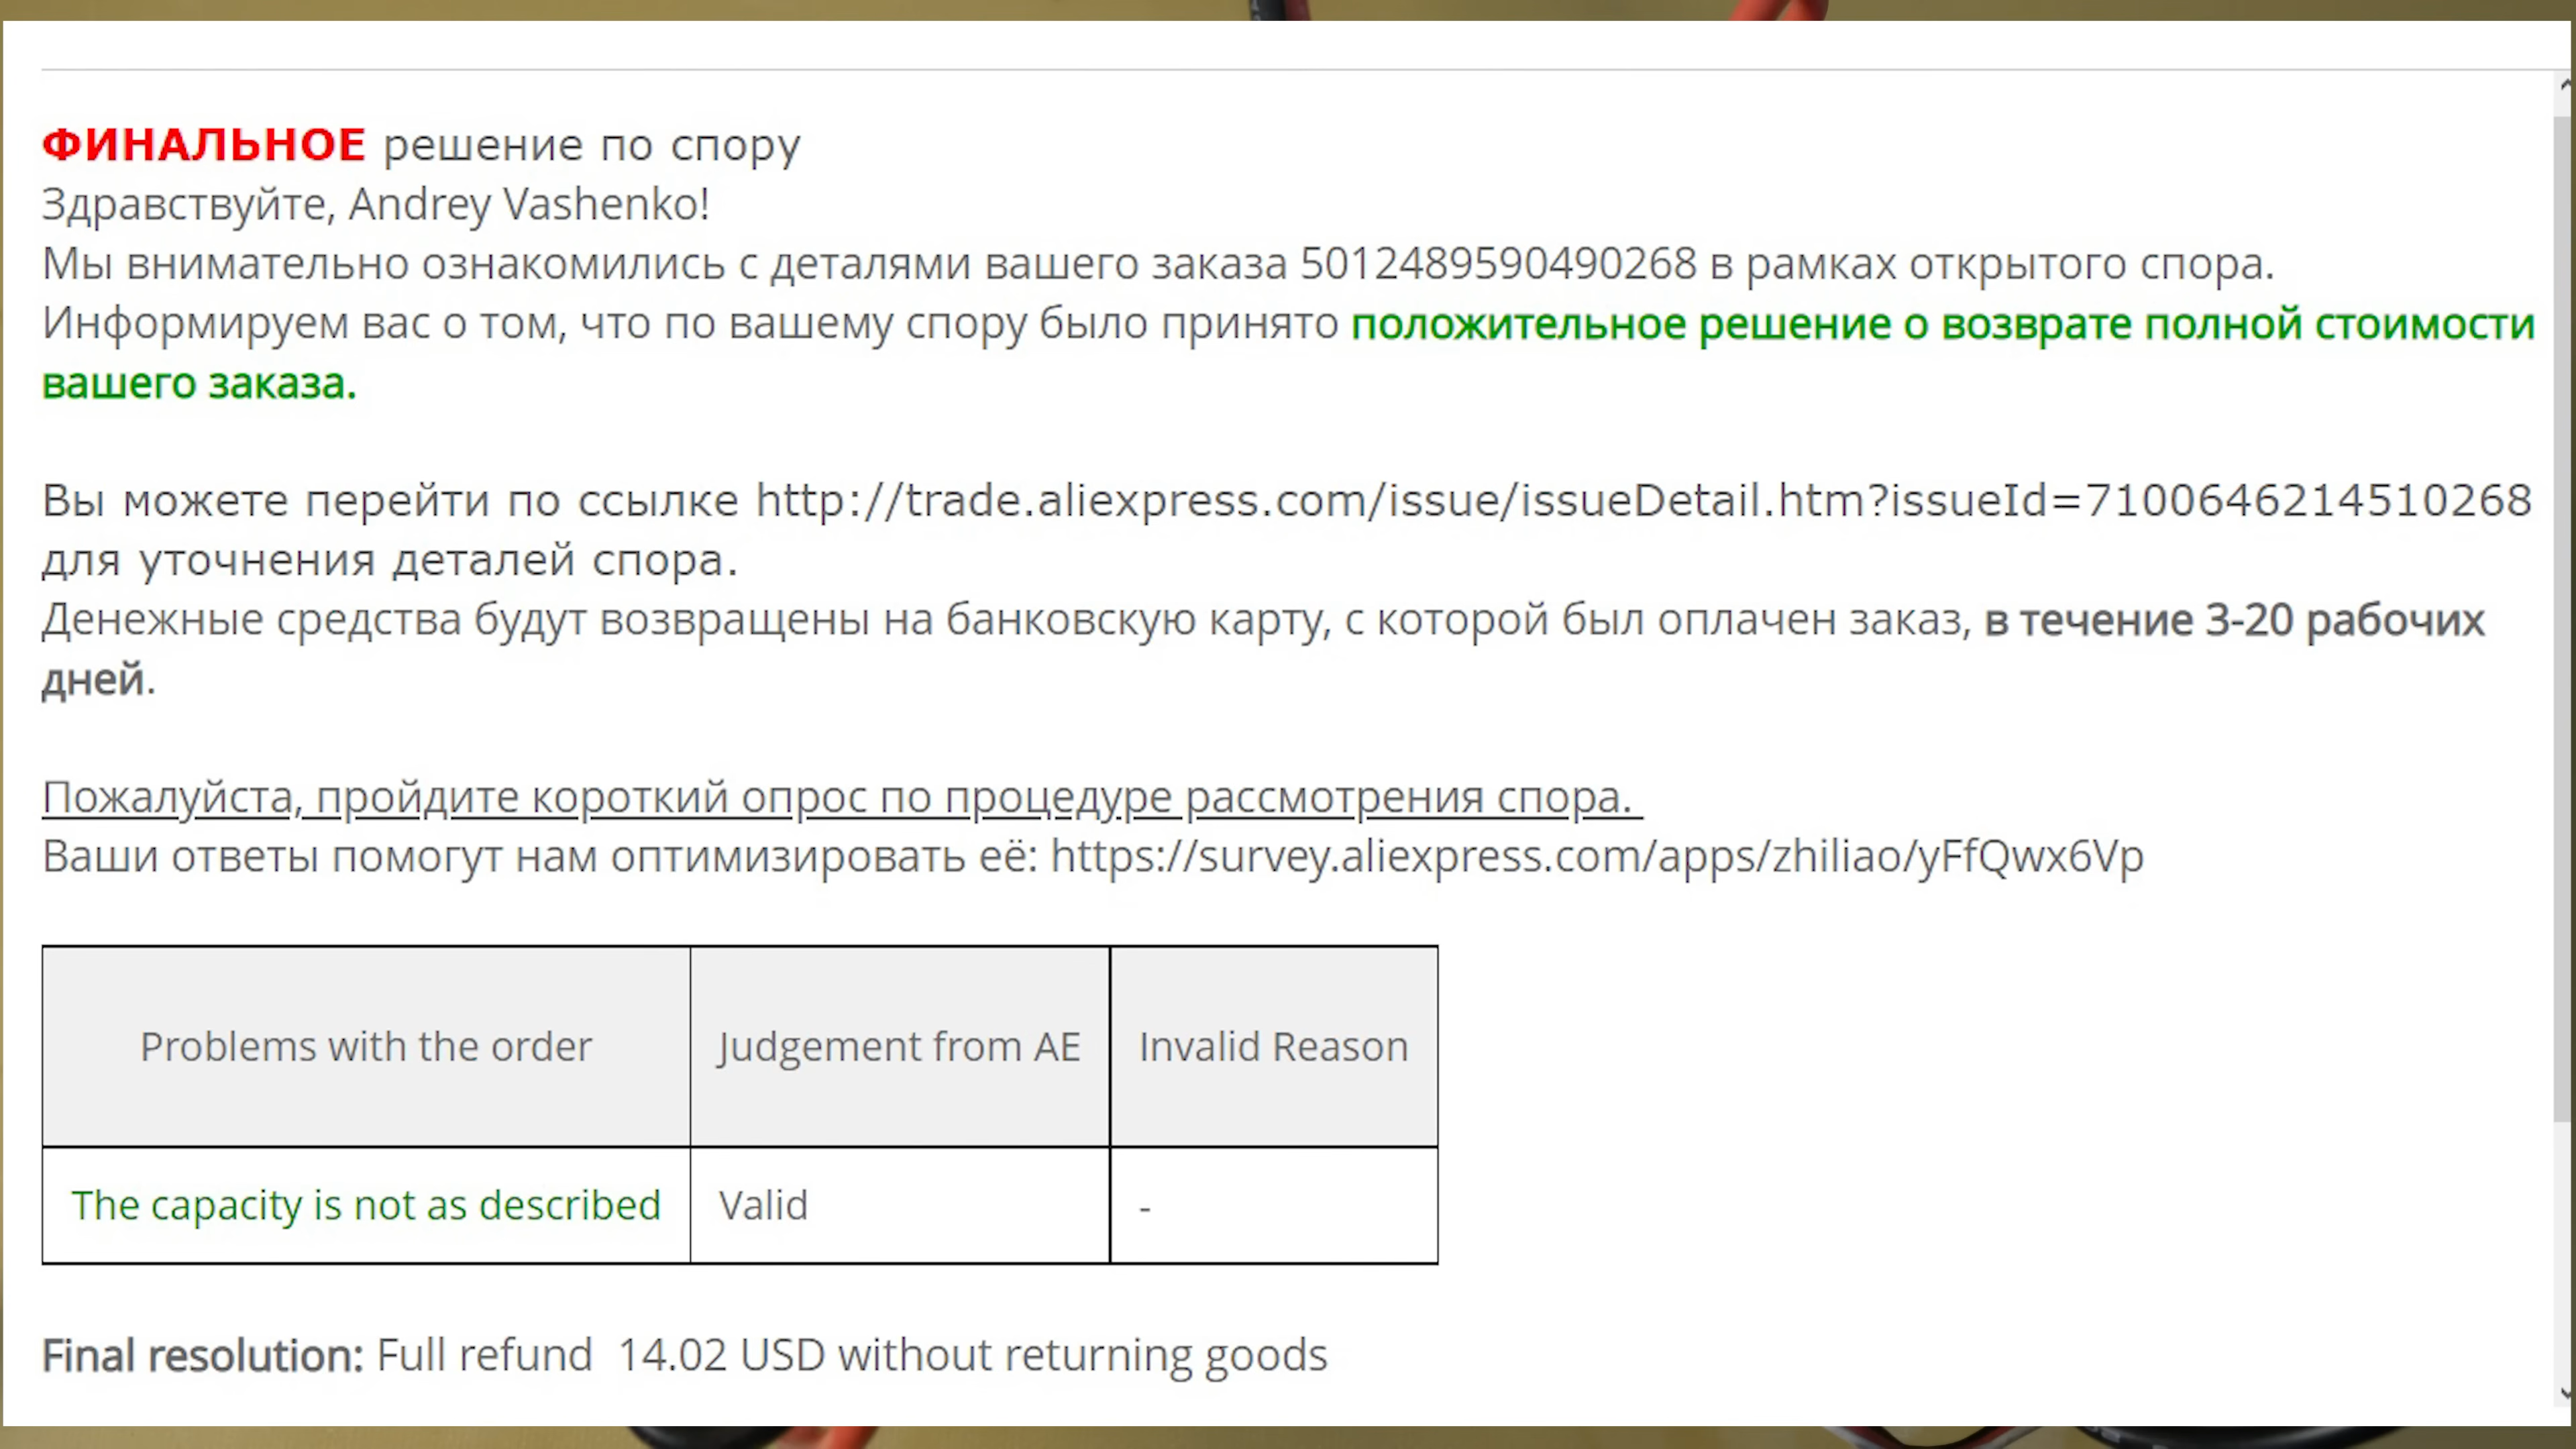 ФИНАЛЬНОЕ решение по спору
Здравствуйте, Andrey Vashenko!
Мы внимательно ознакомились с деталями вашего заказа 5012489590490268 в рамках открытого спора.
Информируем вас о том, что по вашему спору было принято положительное решение о возврате полной стоимости
вашего заказа.
Вы можете перейти по ссылке http://trade.aliexpress.com/issue/issueDetail.htm?issueId=7100646214510268
для уточнения деталей спора.
Денежные средства будут возвращены на банковскую карту, с которой был оплачен заказ, в течение 3-20 рабочих
дней.
Пожалуйста, пройдите короткий опрос по процедуре рассмотрения спора.
Ваши ответы помогут нам оптимизировать её: https://survey.aliexpress.com/apps/zhiliao/yFfQwx6Vp
Problems with the order Judgement from AE Invalid Reason
The capacity is not as described Valid -
Final resolution: Full refund 14.02 USD without returning goods